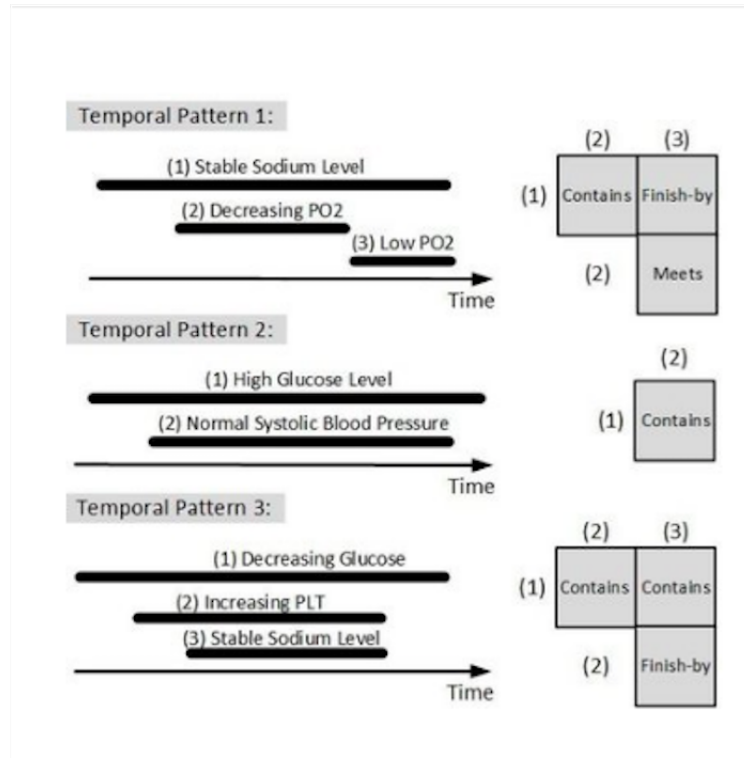 Temporal Pattern 1:
(1) Stable Sodium Level
(2) Decreasing PO2
(3) Low PO2
Time
(2) (3)
(1) Contains Finish-by
(2) Meets
Temporal Pattern 2:
(1) High Glucose Level
(2) Normal Systolic Blood Pressure
Time
(2)
(1) Contains
Temporal Pattern 3:
(1) Decreasing Glucose
(2) Increasing PLT
(3) Stable Sodium Level
Time
(2) (3)
(1) Contains Contains
(2) Finish-by